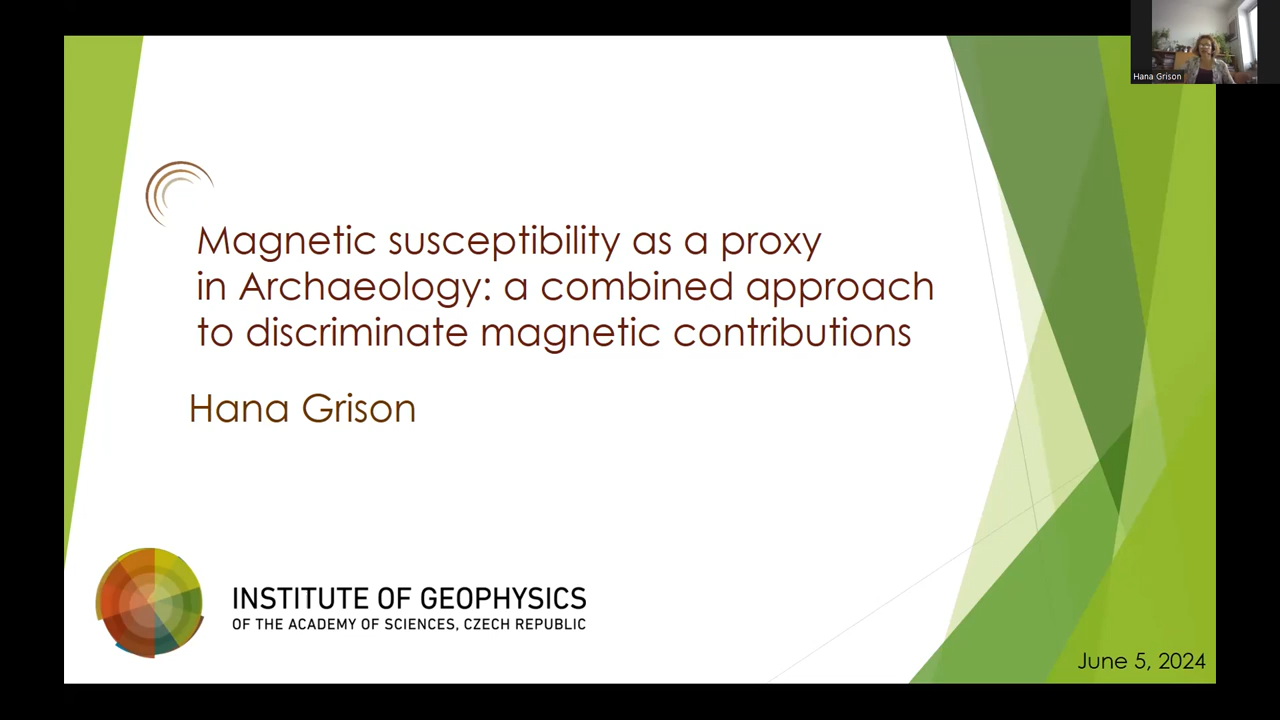 Hana Grison
Magnetic susceptibility as a proxy
in Archaeology: a combined approach
to discriminate magnetic contributions
Hana Grison
INSTITUTE OF GEOPHYSICS
OF THE ACADEMY OF SCIENCES, CZECH REPUBLIC
June 5, 2024